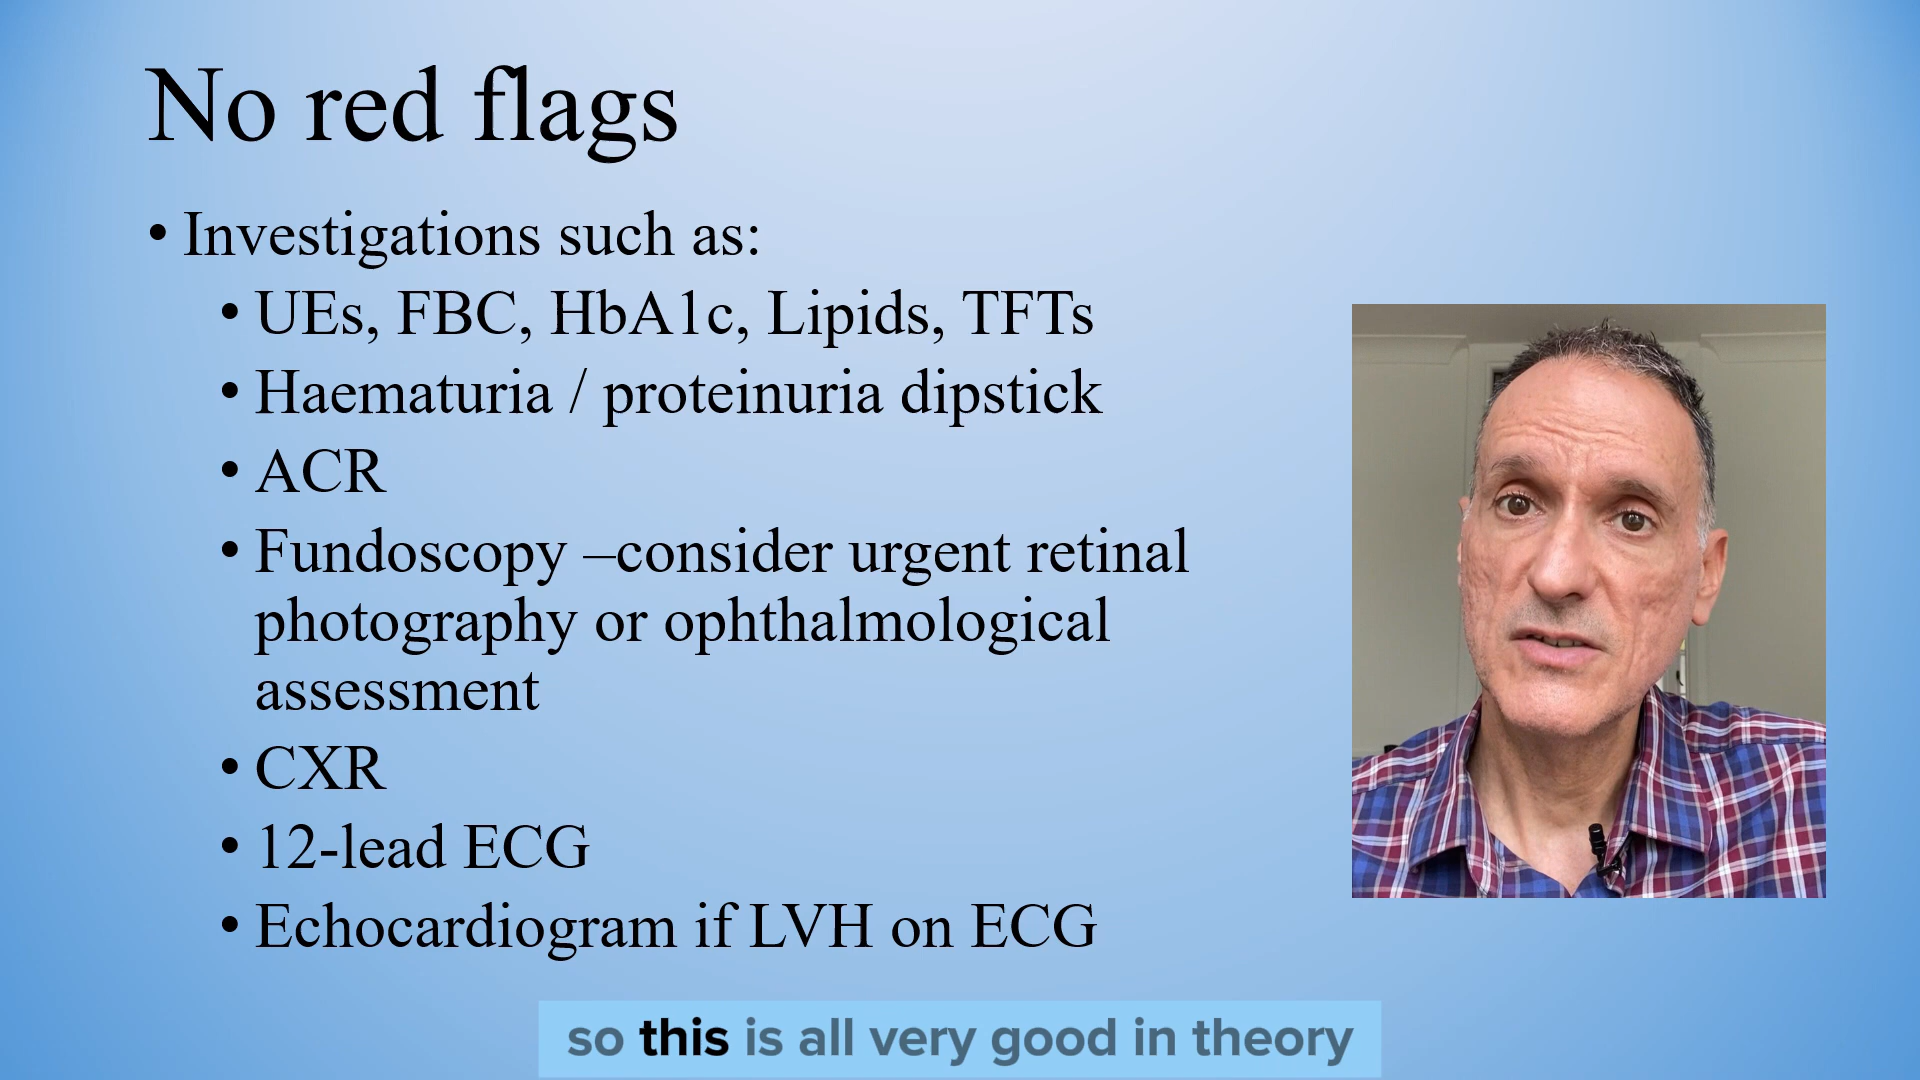 No red flags
• Investigations such as:
• UEs, FBC, HbA1c, Lipids, TFTs
• Haematuria / proteinuria dipstick
• ACR
• Fundoscopy –consider urgent retinal
photography or ophthalmological
assessment
• CXR
• 12-lead ECG
• Echocardiogram if LVH on ECG
so this is all very good in theory